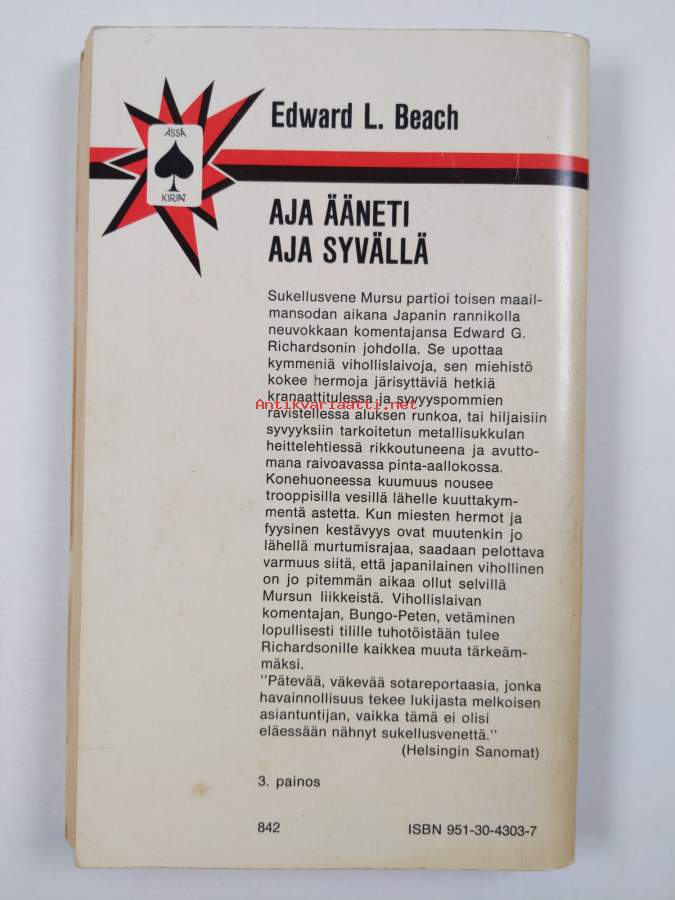 ÄSSÄ
KIRJAT
Edward L. Beach
AJA ÄÄNETI
AJA SYVÄLLÄ
Sukellusvene Mursu partioi toisen maail-
mansodan aikana Japanin rannikolla
neuvokkaan komentajansa Edward G.
Richardsonin johdolla. Se upottaa
kymmeniä vihollislaivoja, sen miehistö
kokee hermoja järisyttäviä hetkiä
kranaattitulessa ja syvyyspommien
Antikvariaatti.net
ravistellessa aluksen runkoa, tai hiljaisiin
syvyyksiin tarkoitetun metallisukkulan
heittelehtiessä rikkoutuneena ja avutto-
mana raivoavassa pinta-aallokossa.
Konehuoneessa kuumuus nousee
trooppisilla vesillä lähelle kuuttakym-
mentä astetta. Kun miesten hermot ja
fyysinen kestävyys ovat muutenkin jo
lähellä murtumisrajaa, saadaan pelottava
varmuus siitä, että japanilainen vihollinen
on jo pitemmän aikaa ollut selvillä
Mursun liikkeistä. Vihollislaivan
komentajan, Bungo-Peten, vetäminen
lopullisesti tilille tuhotöistään tulee
Richardsonille kaikkea muuta tärkeäm-
mäksi.
"Pätevää, väkevää sotareportaasia, jonka
havainnollisuus tekee lukijasta melkoisen
asiantuntijan, vaikka tämä ei olisi
eläessään nähnyt sukellusvenettä."
(Helsingin Sanomat)
3. painos
842
ISBN 951-30-4303-7